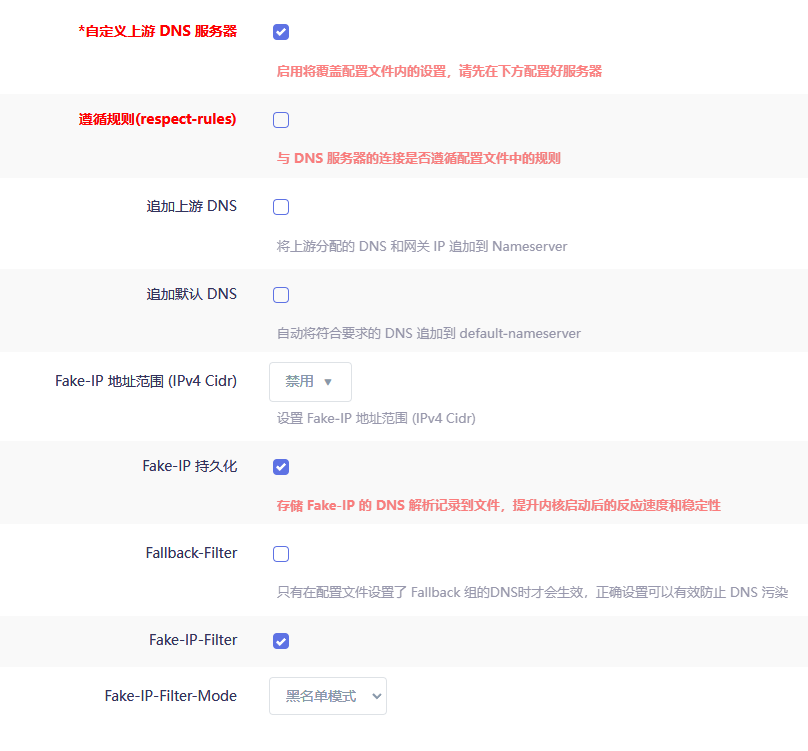 *自定义上游 DNS 服务器
启用将覆盖配置文件内的设置，请先在下方配置好服务器
遵循规则(respect-rules)
与 DNS 服务器的连接是否遵循配置文件中的规则
追加上游 DNS
将上游分配的 DNS 和网关 IP 追加到 Nameserver
追加默认 DNS
自动将符合要求的 DNS 追加到 default-nameserver
Fake-IP 地址范围 (IPv4 Cidr)
禁用
设置 Fake-IP 地址范围 (IPv4 Cidr)
Fake-IP 持久化
存储 Fake-IP 的 DNS 解析记录到文件，提升内核启动后的反应速度和稳定性
Fallback-Filter
只有在配置文件设置了 Fallback 组的DNS时才会生效，正确设置可以有效防止 DNS 污染
Fake-IP-Filter
Fake-IP-Filter-Mode
黑名单模式